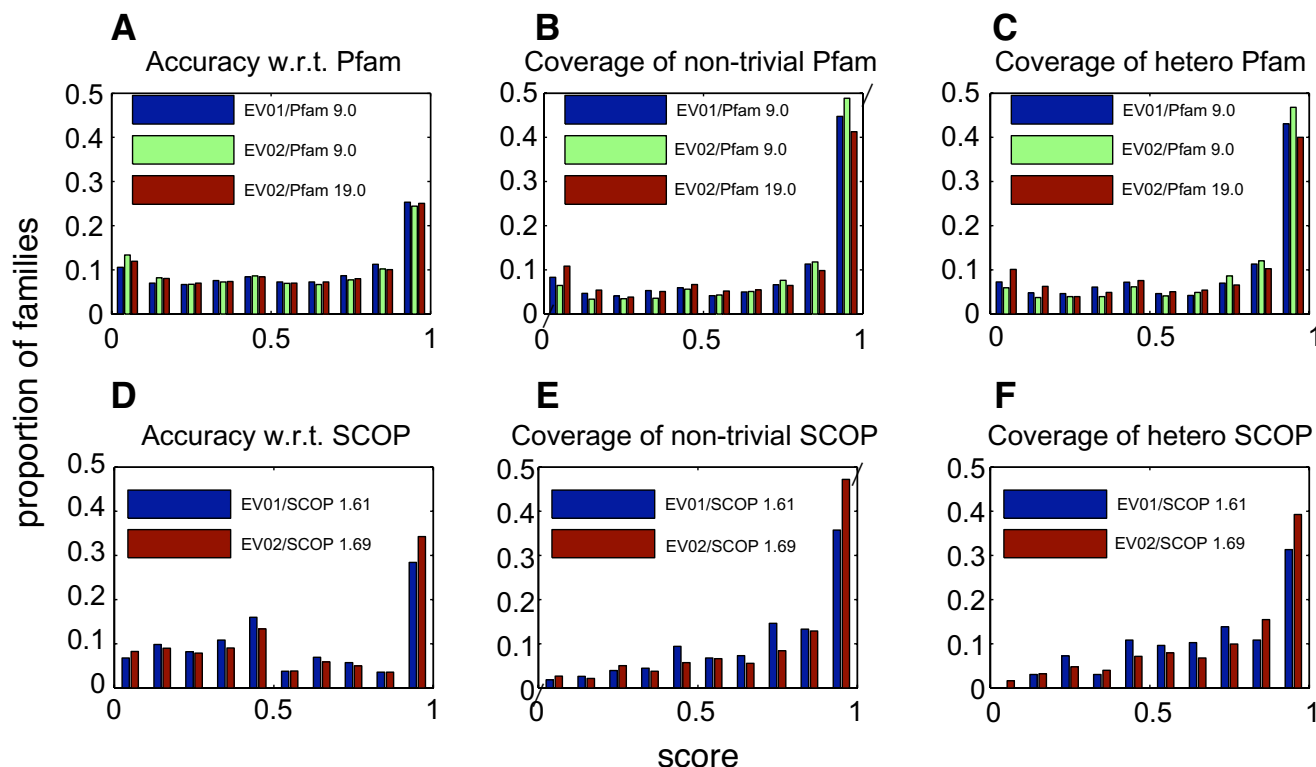 A
B
C
Accuracy w.r.t. Pfam
Coverage of non-trivial Pfam
Coverage of hetero Pfam
0.5
0.4
0.3
0.2
0.1
0
0
0.5
1
EV01/Pfam 9.0
EV02/Pfam 9.0
EV02/Pfam 19.0
0.5
0.4
0.3
0.2
0.1
0
0
0.5
1
EV01/Pfam 9.0
EV02/Pfam 9.0
EV02/Pfam 19.0
0.5
0.4
0.3
0.2
0.1
0
0
0.5
1
EV01/Pfam 9.0
EV02/Pfam 9.0
EV02/Pfam 19.0
proportion of families
D
E
F
Accuracy w.r.t. SCOP
Coverage of non-trivial SCOP
Coverage of hetero SCOP
0.5
0.4
0.3
0.2
0.1
0
0
0.5
1
EV01/SCOP 1.61
EV02/SCOP 1.69
0.5
0.4
0.3
0.2
0.1
0
0
0.5
1
EV01/SCOP 1.61
EV02/SCOP 1.69
0.5
0.4
0.3
0.2
0.1
0
0
0.5
1
EV01/SCOP 1.61
EV02/SCOP 1.69
score